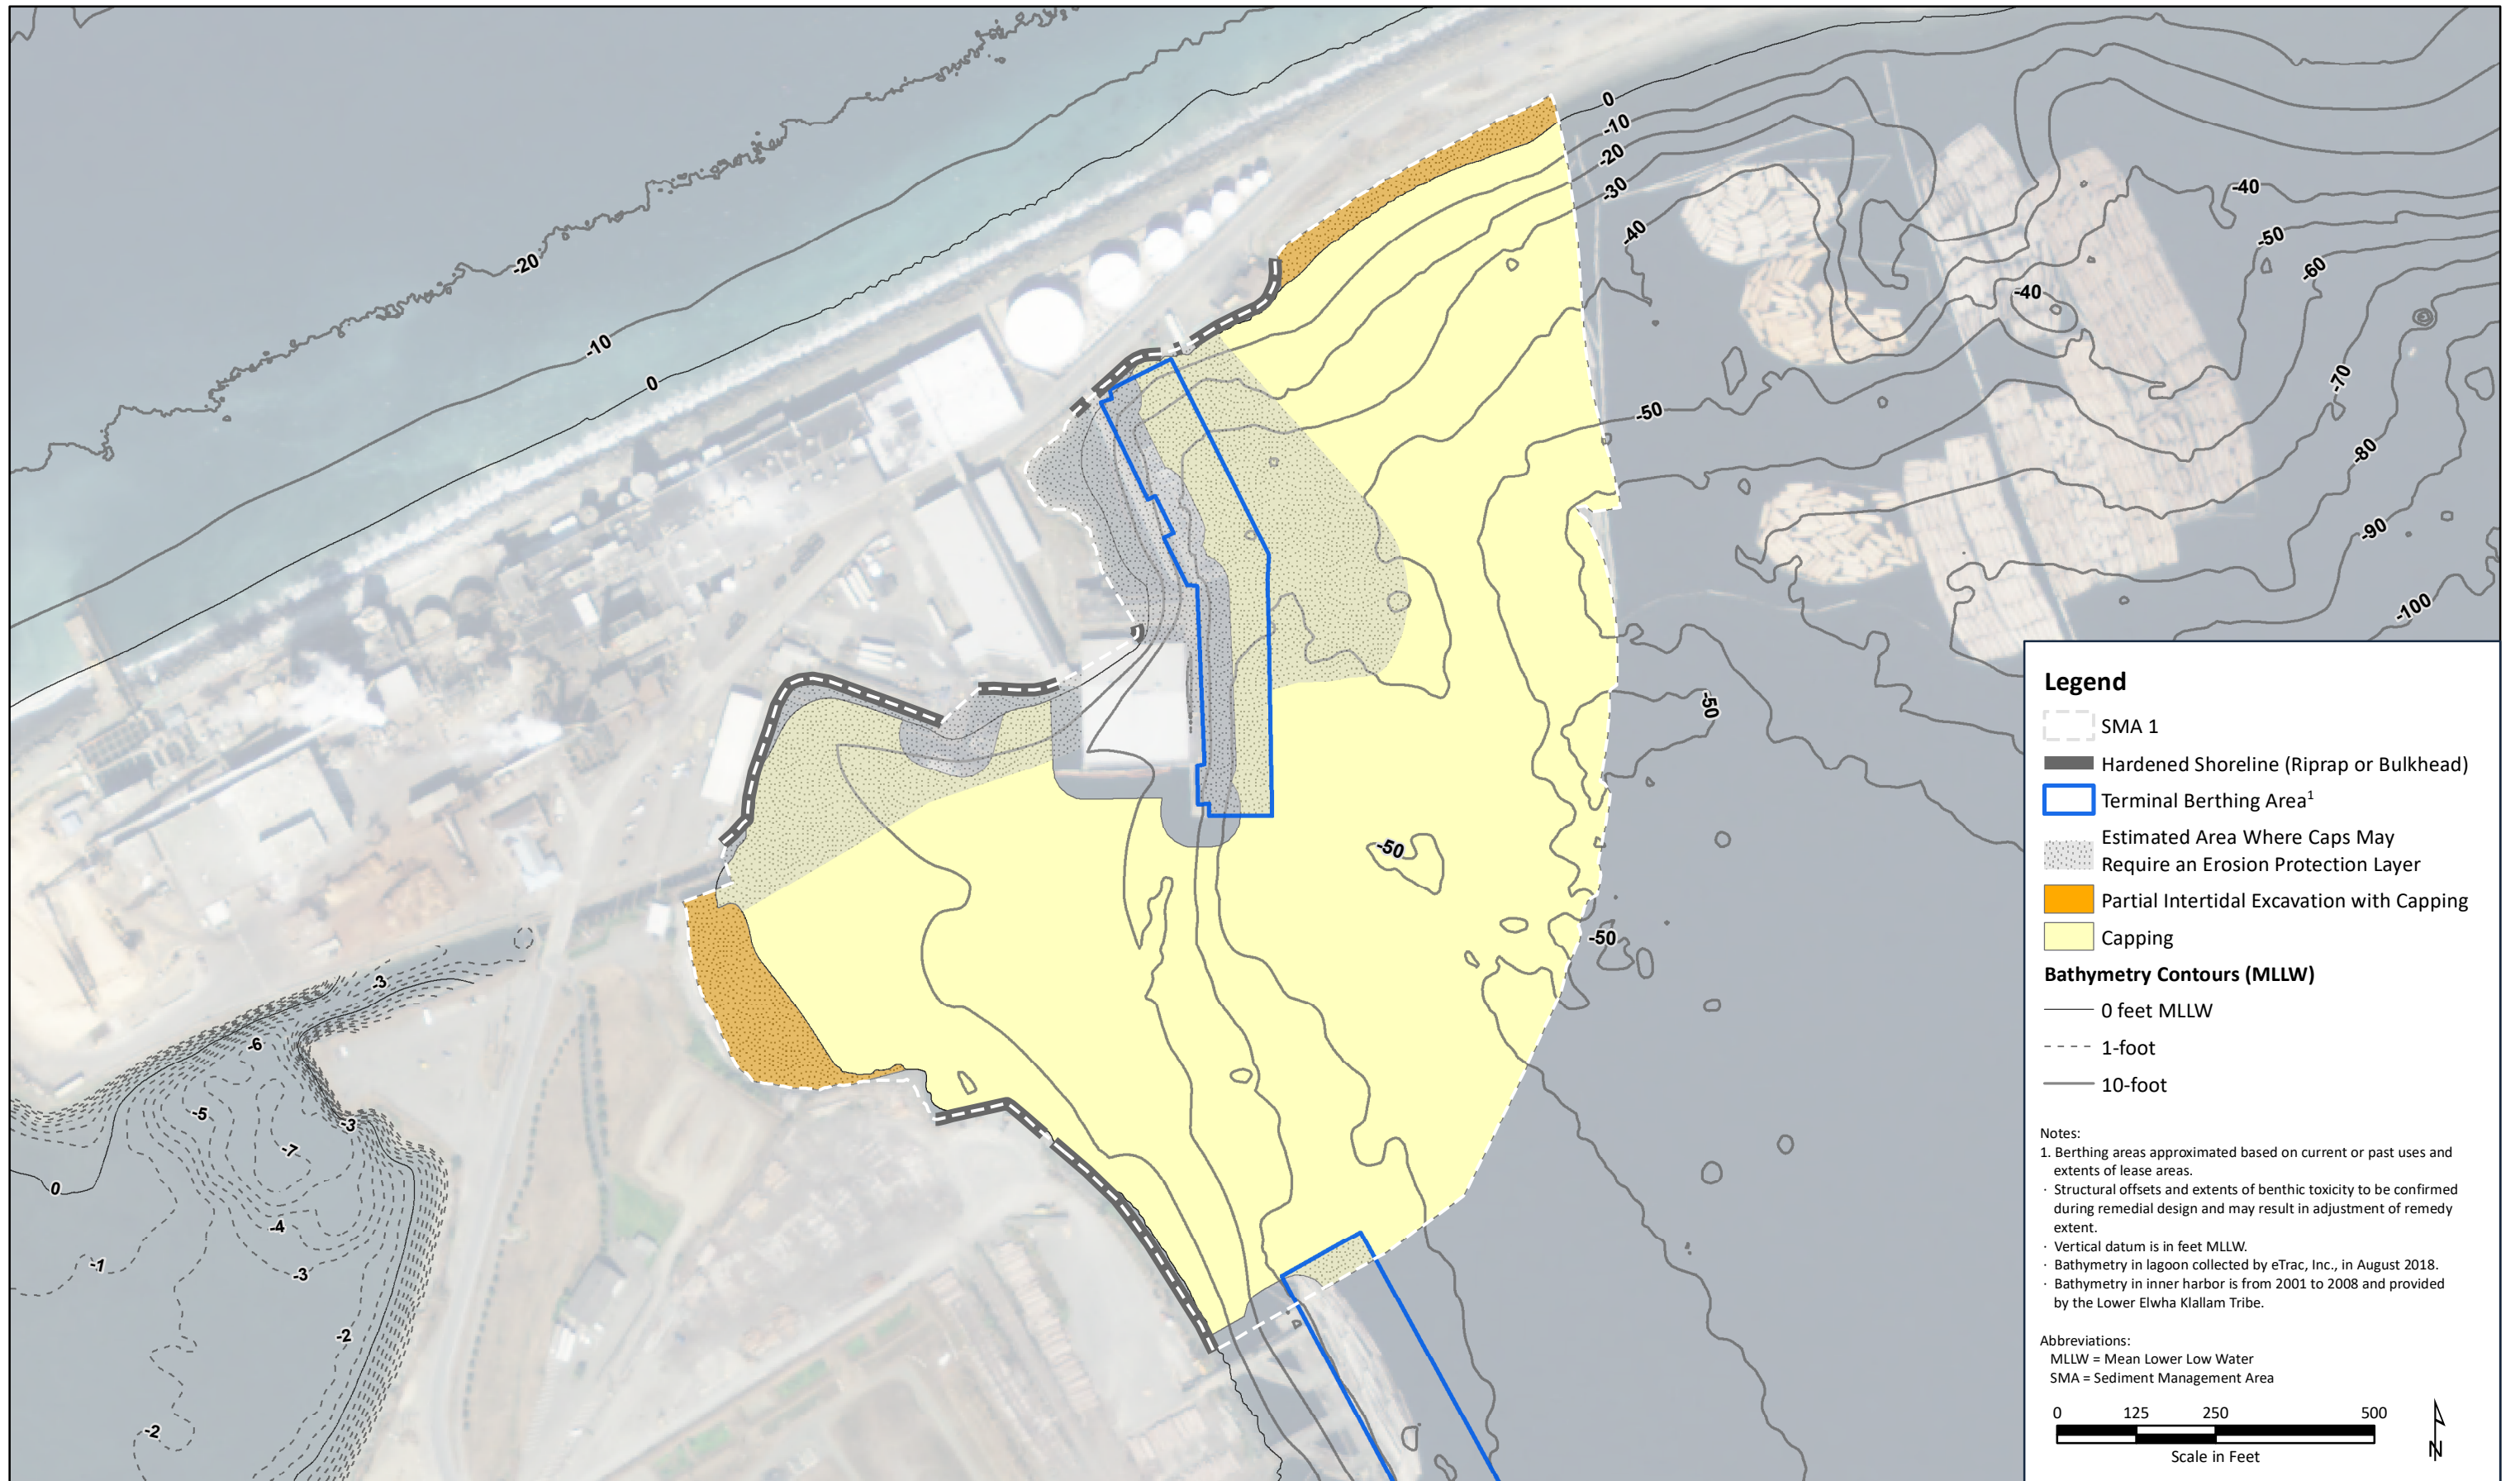 0
-10
-20
-30
-40
-40
-50
-60
-40
-20
-10
0
-70
-50
-80
-90
-100
-50
-50
-50
-3
-6
-5
-3
-7
0
-4
-1
-3
-2
-2
Legend
SMA 1
Hardened Shoreline (Riprap or Bulkhead)
Terminal Berthing Area1
Estimated Area Where Caps May
Require an Erosion Protection Layer
Partial Intertidal Excavation with Capping
Capping
Bathymetry Contours (MLLW)
0 feet MLLW
1-foot
10-foot
Notes:
1. Berthing areas approximated based on current or past uses and
extents of lease areas.
· Structural offsets and extents of benthic toxicity to be confirmed
during remedial design and may result in adjustment of remedy
extent.
· Vertical datum is in feet MLLW.
· Bathymetry in lagoon collected by eTrac, Inc., in August 2018.
· Bathymetry in inner harbor is from 2001 to 2008 and provided
by the Lower Elwha Klallam Tribe.
Abbreviations:
MLLW = Mean Lower Low Water
SMA = Sediment Management Area
0 125 250 500
Scale in Feet
N